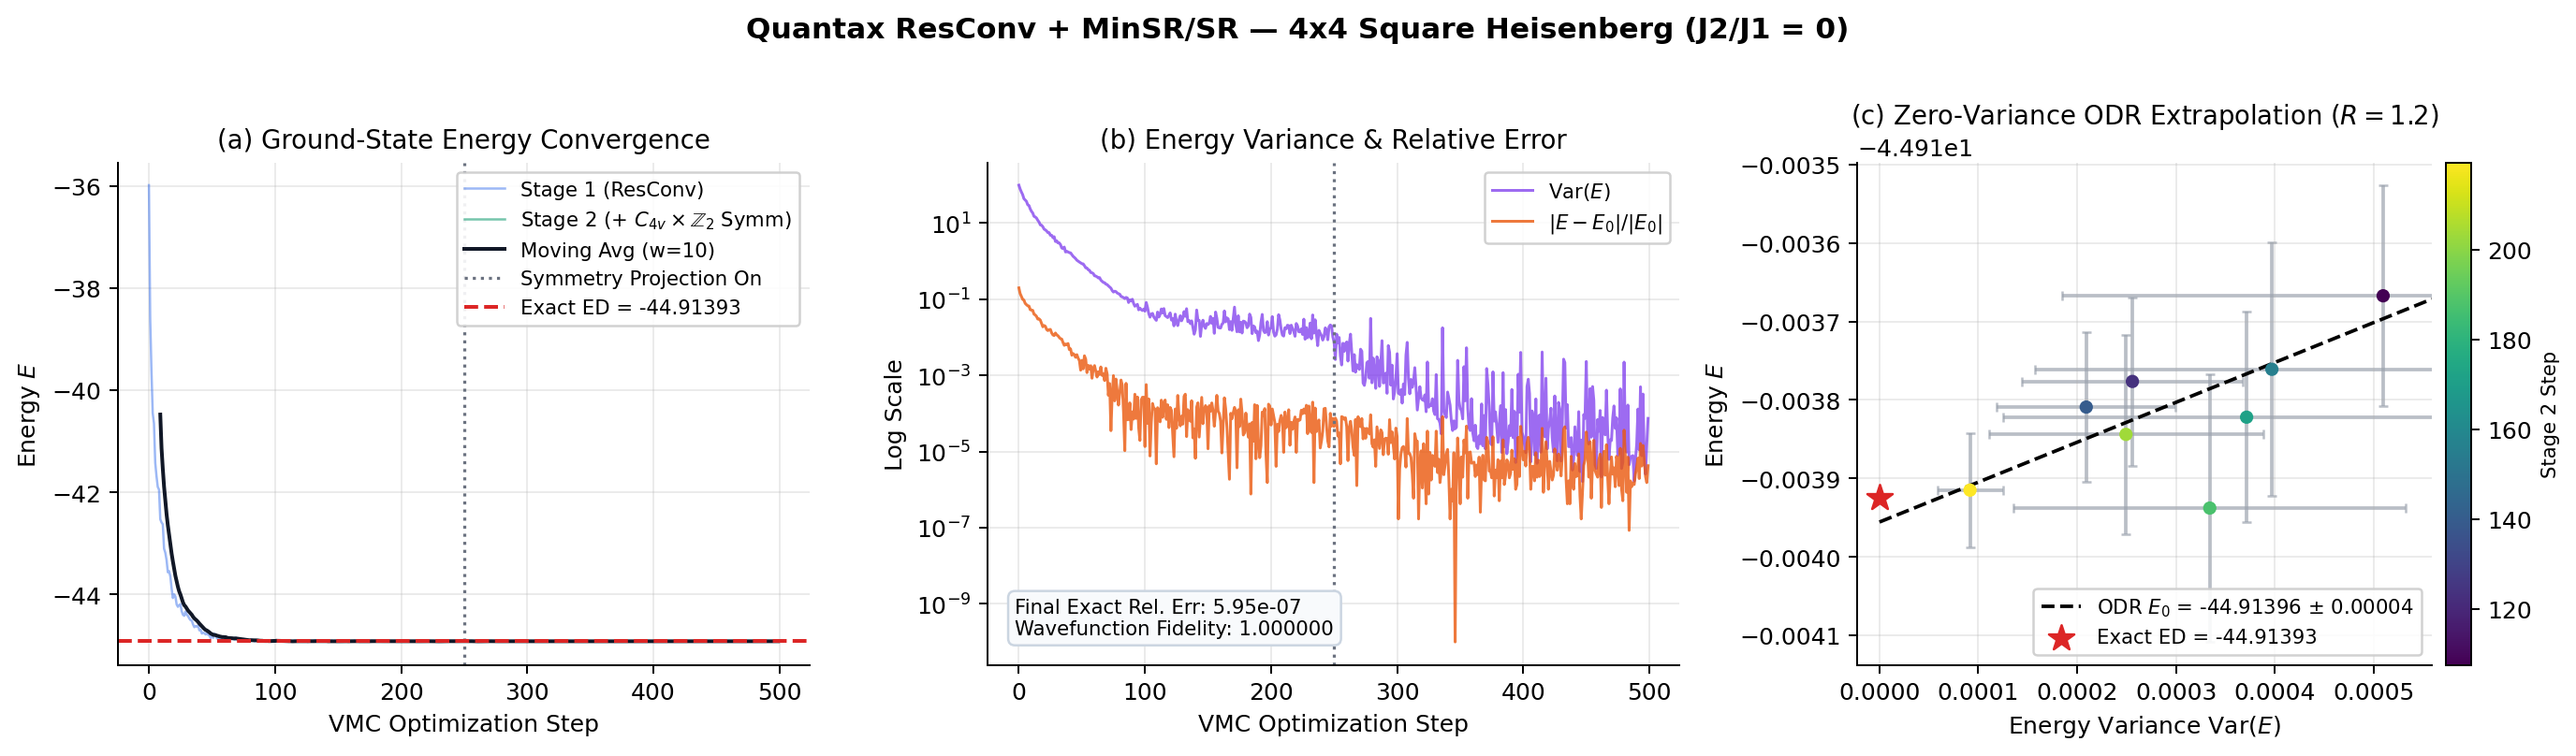 Quantax ResConv + MinSR/SR — 4x4 Square Heisenberg (J2/J1 = 0)
(a) Ground-State Energy Convergence
Energy E
−36
−38
−40
−42
−44
0
100
200
300
400
500
VMC Optimization Step
Stage 1 (ResConv)
Stage 2 (+ C₄ᵥ × ℤ₂ Symm)
Moving Avg (w=10)
Symmetry Projection On
Exact ED = -44.91393
(b) Energy Variance & Relative Error
Log Scale
10¹
10⁻¹
10⁻³
10⁻⁵
10⁻⁷
10⁻⁹
0
100
200
300
400
500
VMC Optimization Step
Var(E)
|E − E₀|/|E₀|
Final Exact Rel. Err: 5.95e-07
Wavefunction Fidelity: 1.000000
(c) Zero-Variance ODR Extrapolation (R = 1.2)
−4.491e1
Energy E
−0.0035
−0.0036
−0.0037
−0.0038
−0.0039
−0.0040
−0.0041
0.0000
0.0001
0.0002
0.0003
0.0004
0.0005
Energy Variance Var(E)
ODR E₀ = -44.91396 ± 0.00004
Exact ED = -44.91393
200
180
160
140
120
Stage 2 Step